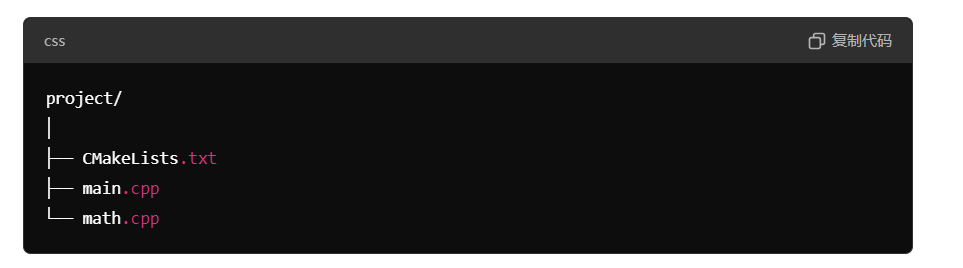 css 复制代码
project/
│
├── CMakeLists.txt
├── main.cpp
└── math.cpp